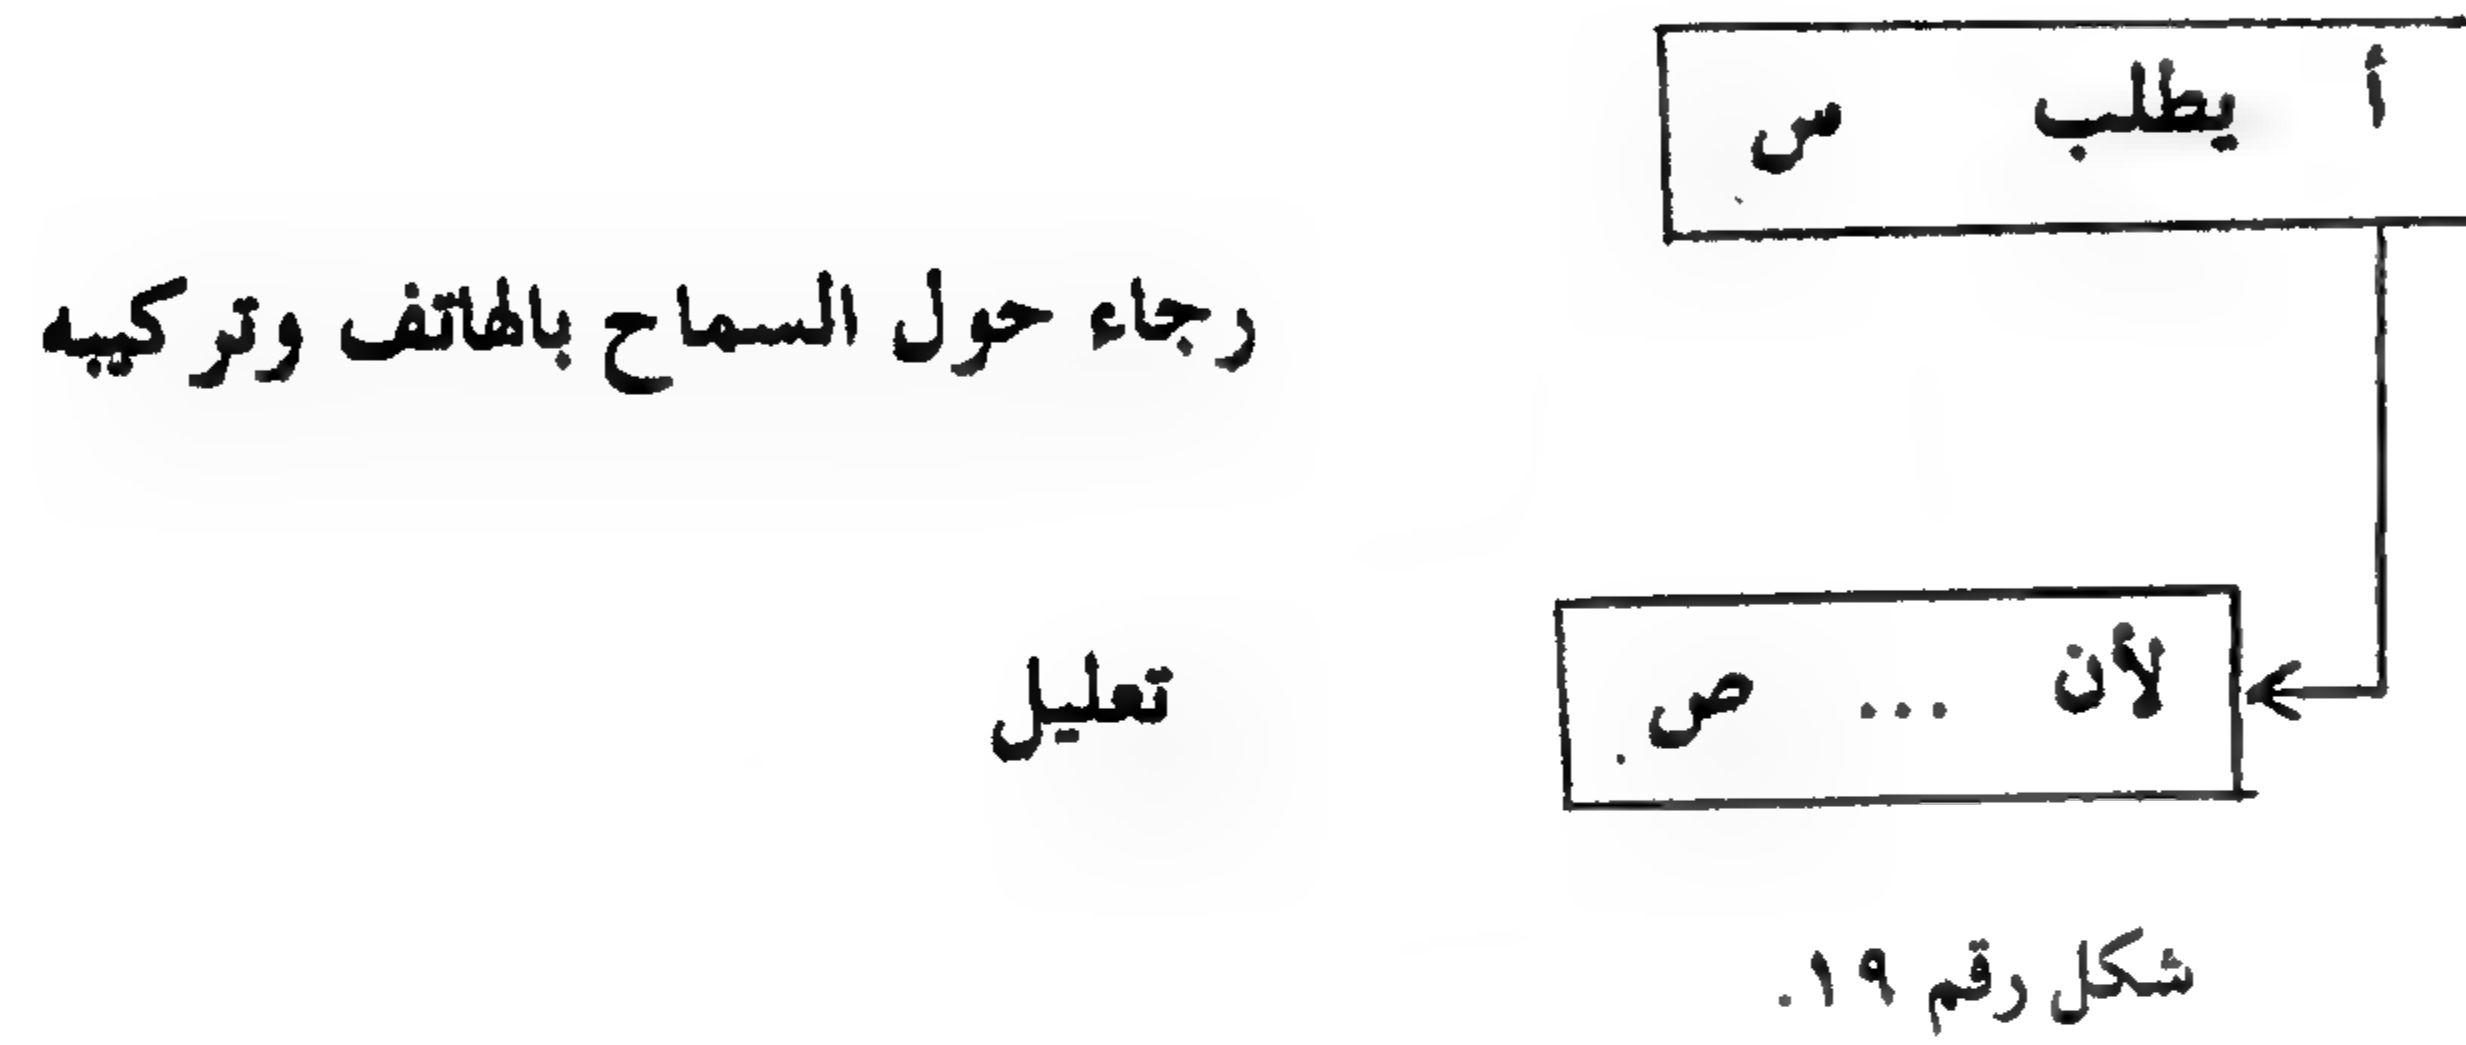 أ يطلب س
رجاء حول السماح بالهاتف وتركيبه
لأن ... ص.
تعليل
شكل رقم ١٩.